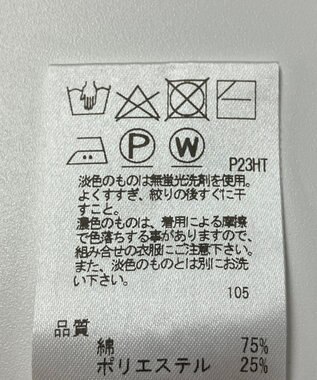 P W P23HT
淡色のものは無蛍光洗剤を使用。
よくすすぎ、絞りの後すぐに干
すこと。
濃色のものは、着用による摩擦
で色落ちする事がありますので、
組み合せの衣服にご注意下さい。
また、淡色のものとは別にお洗
い下さい。
105
品質
綿 75%
ポリエステル 25%